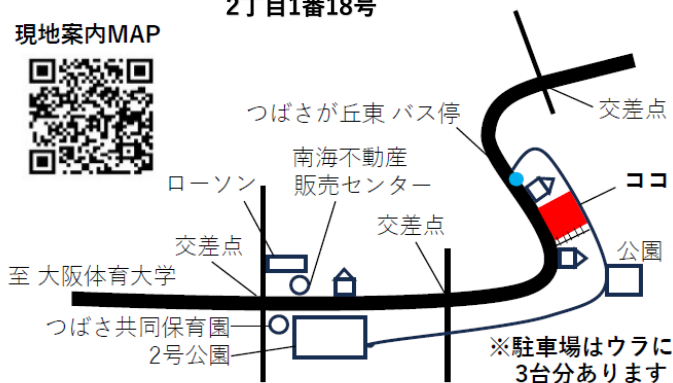 2丁目1番18号
現地案内MAP
交差点
つばさが丘東 バス停
南海不動産
販売センター
ローソン
ココ
交差点
交差点
公園
至 大阪体育大学
つばさ共同保育園
2号公園
※駐車場はウラに
3台分あります